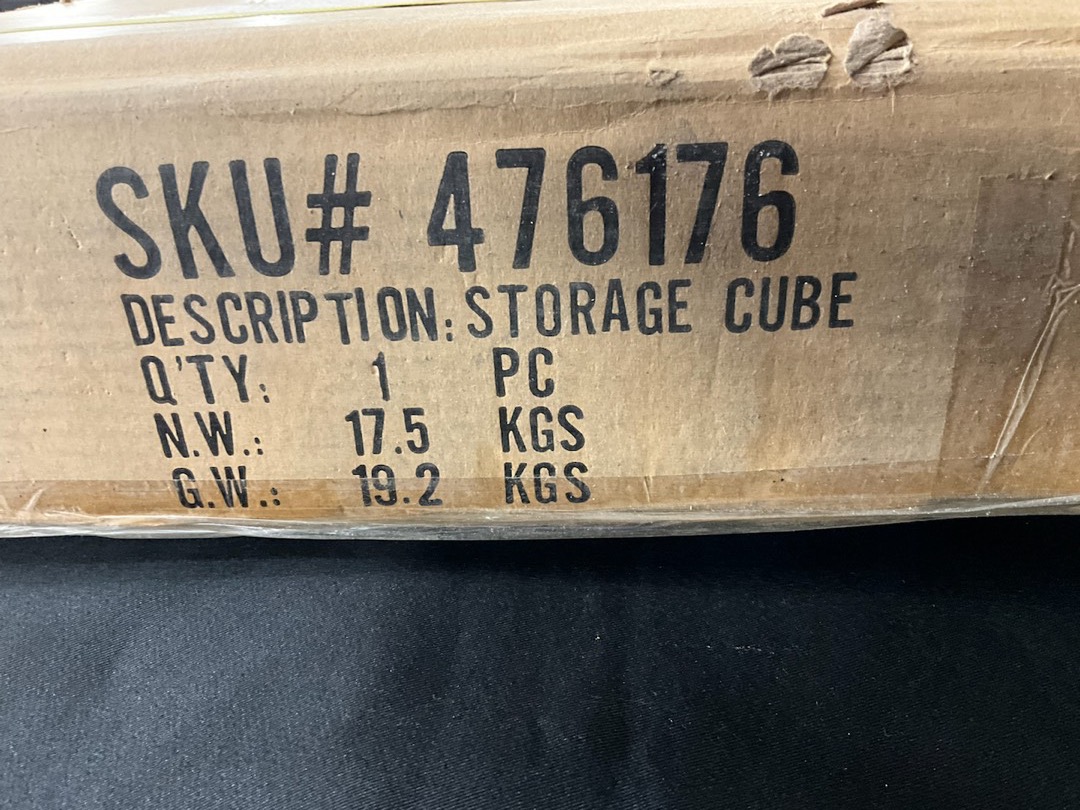 SKU# 476176
DESCRIPTION: STORAGE CUBE
Q'TY: 1 PC
N.W.: 17.5 KGS
G.W.: 19.2 KGS